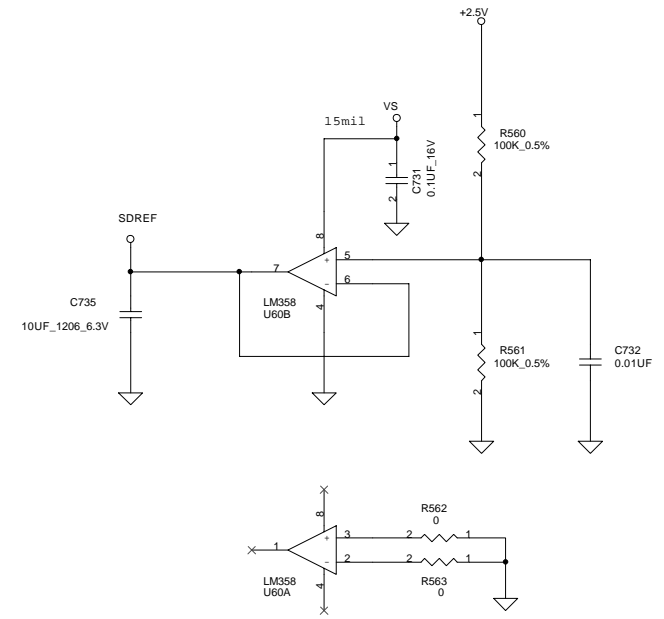 +2.5V
VS
15mil
1
R560
100K_0.5%
2
1
C731
0.1UF_16V
2
SDREF
8
5
+
7
6
-
4
LM358
U60B
C735
10UF_1206_6.3V
1
R561
100K_0.5%
2
C732
0.01UF
R562
0
8
3
+
2
1
1
2
-
2
1
4
LM358
U60A
R563
0